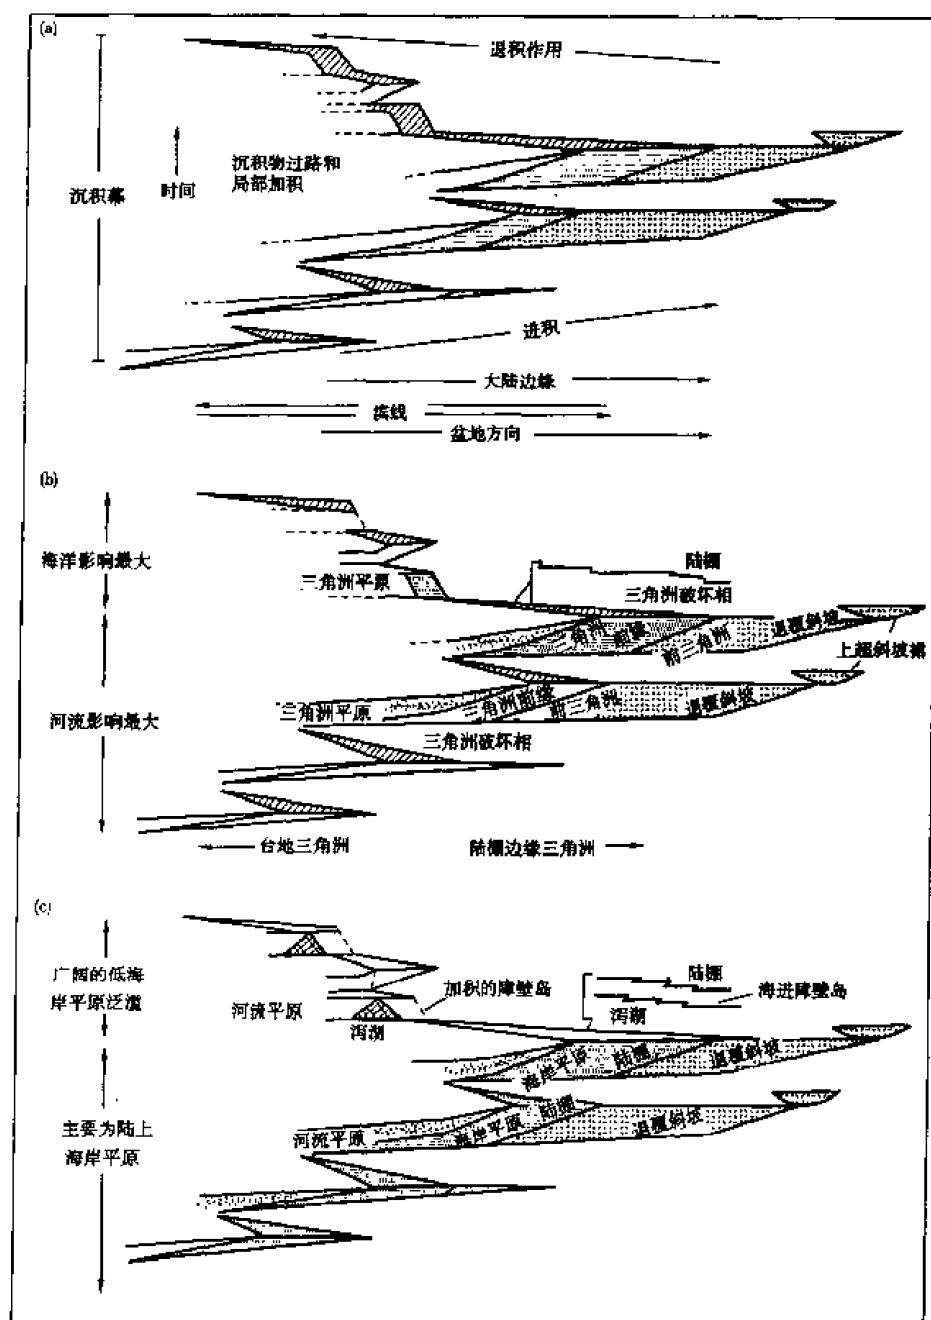 (a)
退积作用
沉积物过路和
局部加积
时间
沉积幕
进积
大陆边缘
滨线
盆地方向
(b)
海洋影响最大
陆棚
三角洲平原
三角洲破坏相
三角洲 前缘
前三角洲
退覆斜坡
上超斜坡裙
三角洲平原
三角洲前缘
前三角洲
退覆斜坡
河流影响最大
三角洲破坏相
台地三角洲
陆棚边缘三角洲
(c)
广阔的低海
岸平原泛滥
加积的障壁岛
陆棚
海进障壁岛
河流平原
泻湖
泻湖
海岸平原
陆棚
退覆斜坡
主要为陆上
海岸平原
河流平原
海岸平原
陆棚
退覆斜坡